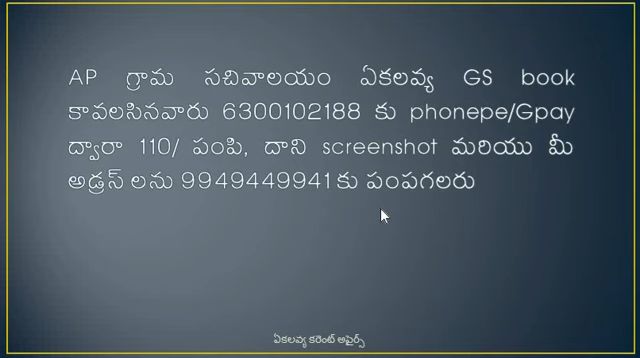 AP గ్రామ సచివాలయం ఏకలవ్య GS book
కావలసినవారు 6300102188 కు phonepe/Gpay
ద్వారా 110/ పంపి, దాని screenshot మరియు మీ
అడ్రస్ లను 9949449941కు పంపగలరు
ఏకలవ్య కరెంట్ అఫైర్స్